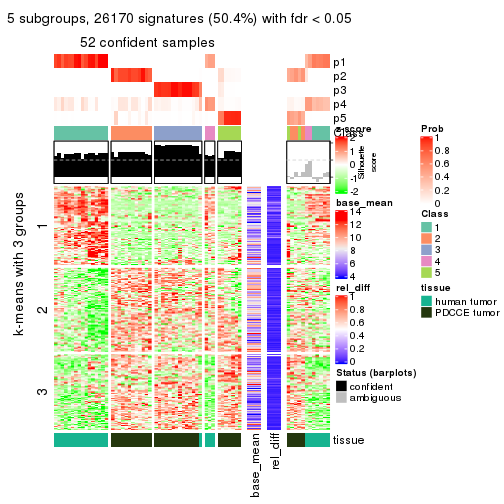 5 subgroups, 26170 signatures (50.4%) with fdr < 0.05
52 confident samples
p1
p2
p3
p4
p5
Class
z-score
2
1
0
-1
-2
Silhouette
score
base_mean
14
12
10
8
6
4
rel_diff
1
0.8
0.6
0.4
0.2
0
Status (barplots)
confident
ambiguous
Prob
1
0.8
0.6
0.4
0.2
0
Class
1
2
3
4
5
tissue
human tumor
PDCCE tumor
k-means with 3 groups
1
2
3
tissue
base_mean
rel_diff